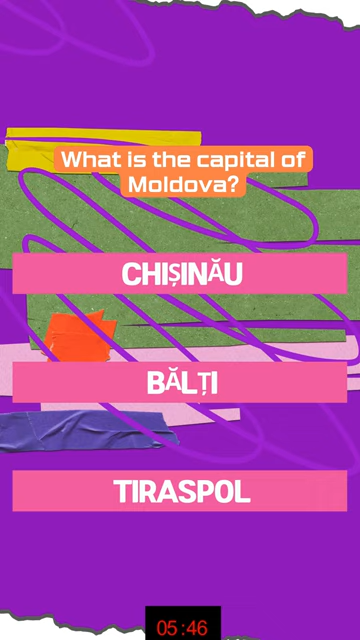 What is the capital of
Moldova?
CHIȘINĂU
BĂLȚI
TIRASPOL
05:46